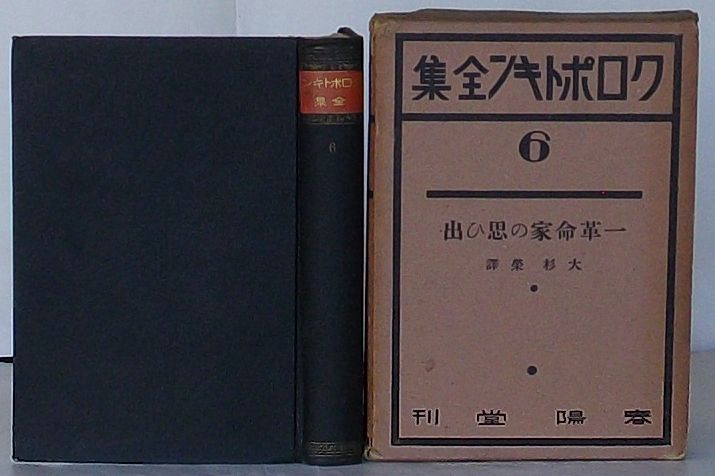 クロポトキン
全集
6
クロポトキン全集
6
一革命家の思ひ出
大杉榮譯
春陽堂刊